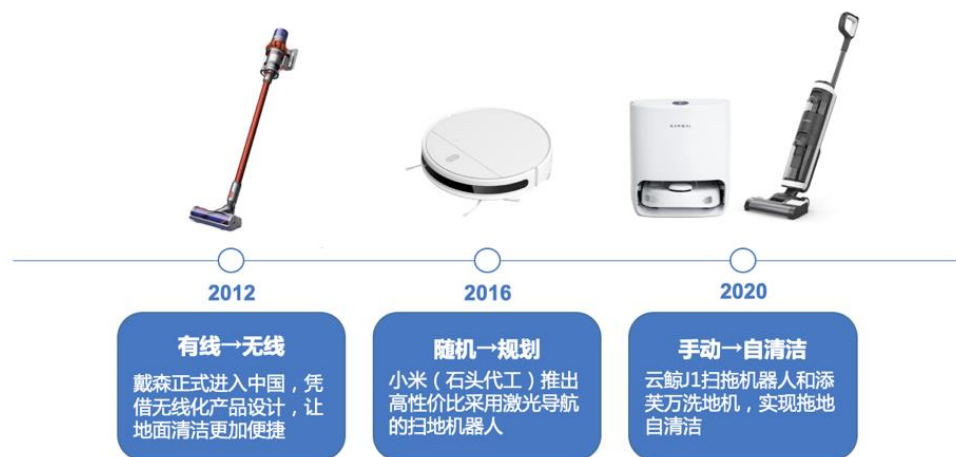 2012
2016
2020
有线→无线
戴森正式进入中国，凭
借无线化产品设计，让
地面清洁更加便捷
随机→规划
小米（石头代工）推出
高性价比采用激光导航
的扫地机器人
手动→自清洁
云鲸J1扫拖机器人和添
芙万洗地机，实现拖地
自清洁